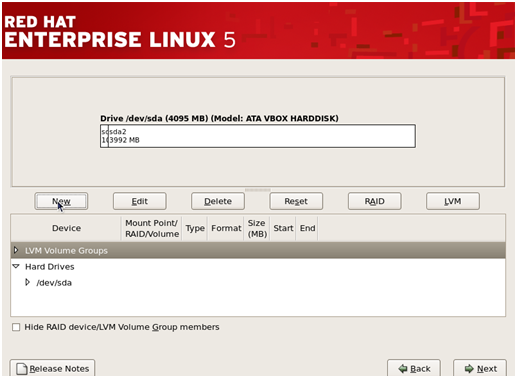 RED HAT
ENTERPRISE LINUX 5
Drive /dev/sda (4095 MB) (Model: ATA VBOX HARDDISK)
sda2
3992 MB
New Edit Delete Reset RAID LVM
Device Mount Point/ RAID/Volume Type Format Size (MB) Start End
LVM Volume Groups
Hard Drives
/dev/sda
Hide RAID device/LVM Volume Group members
Release Notes Back Next